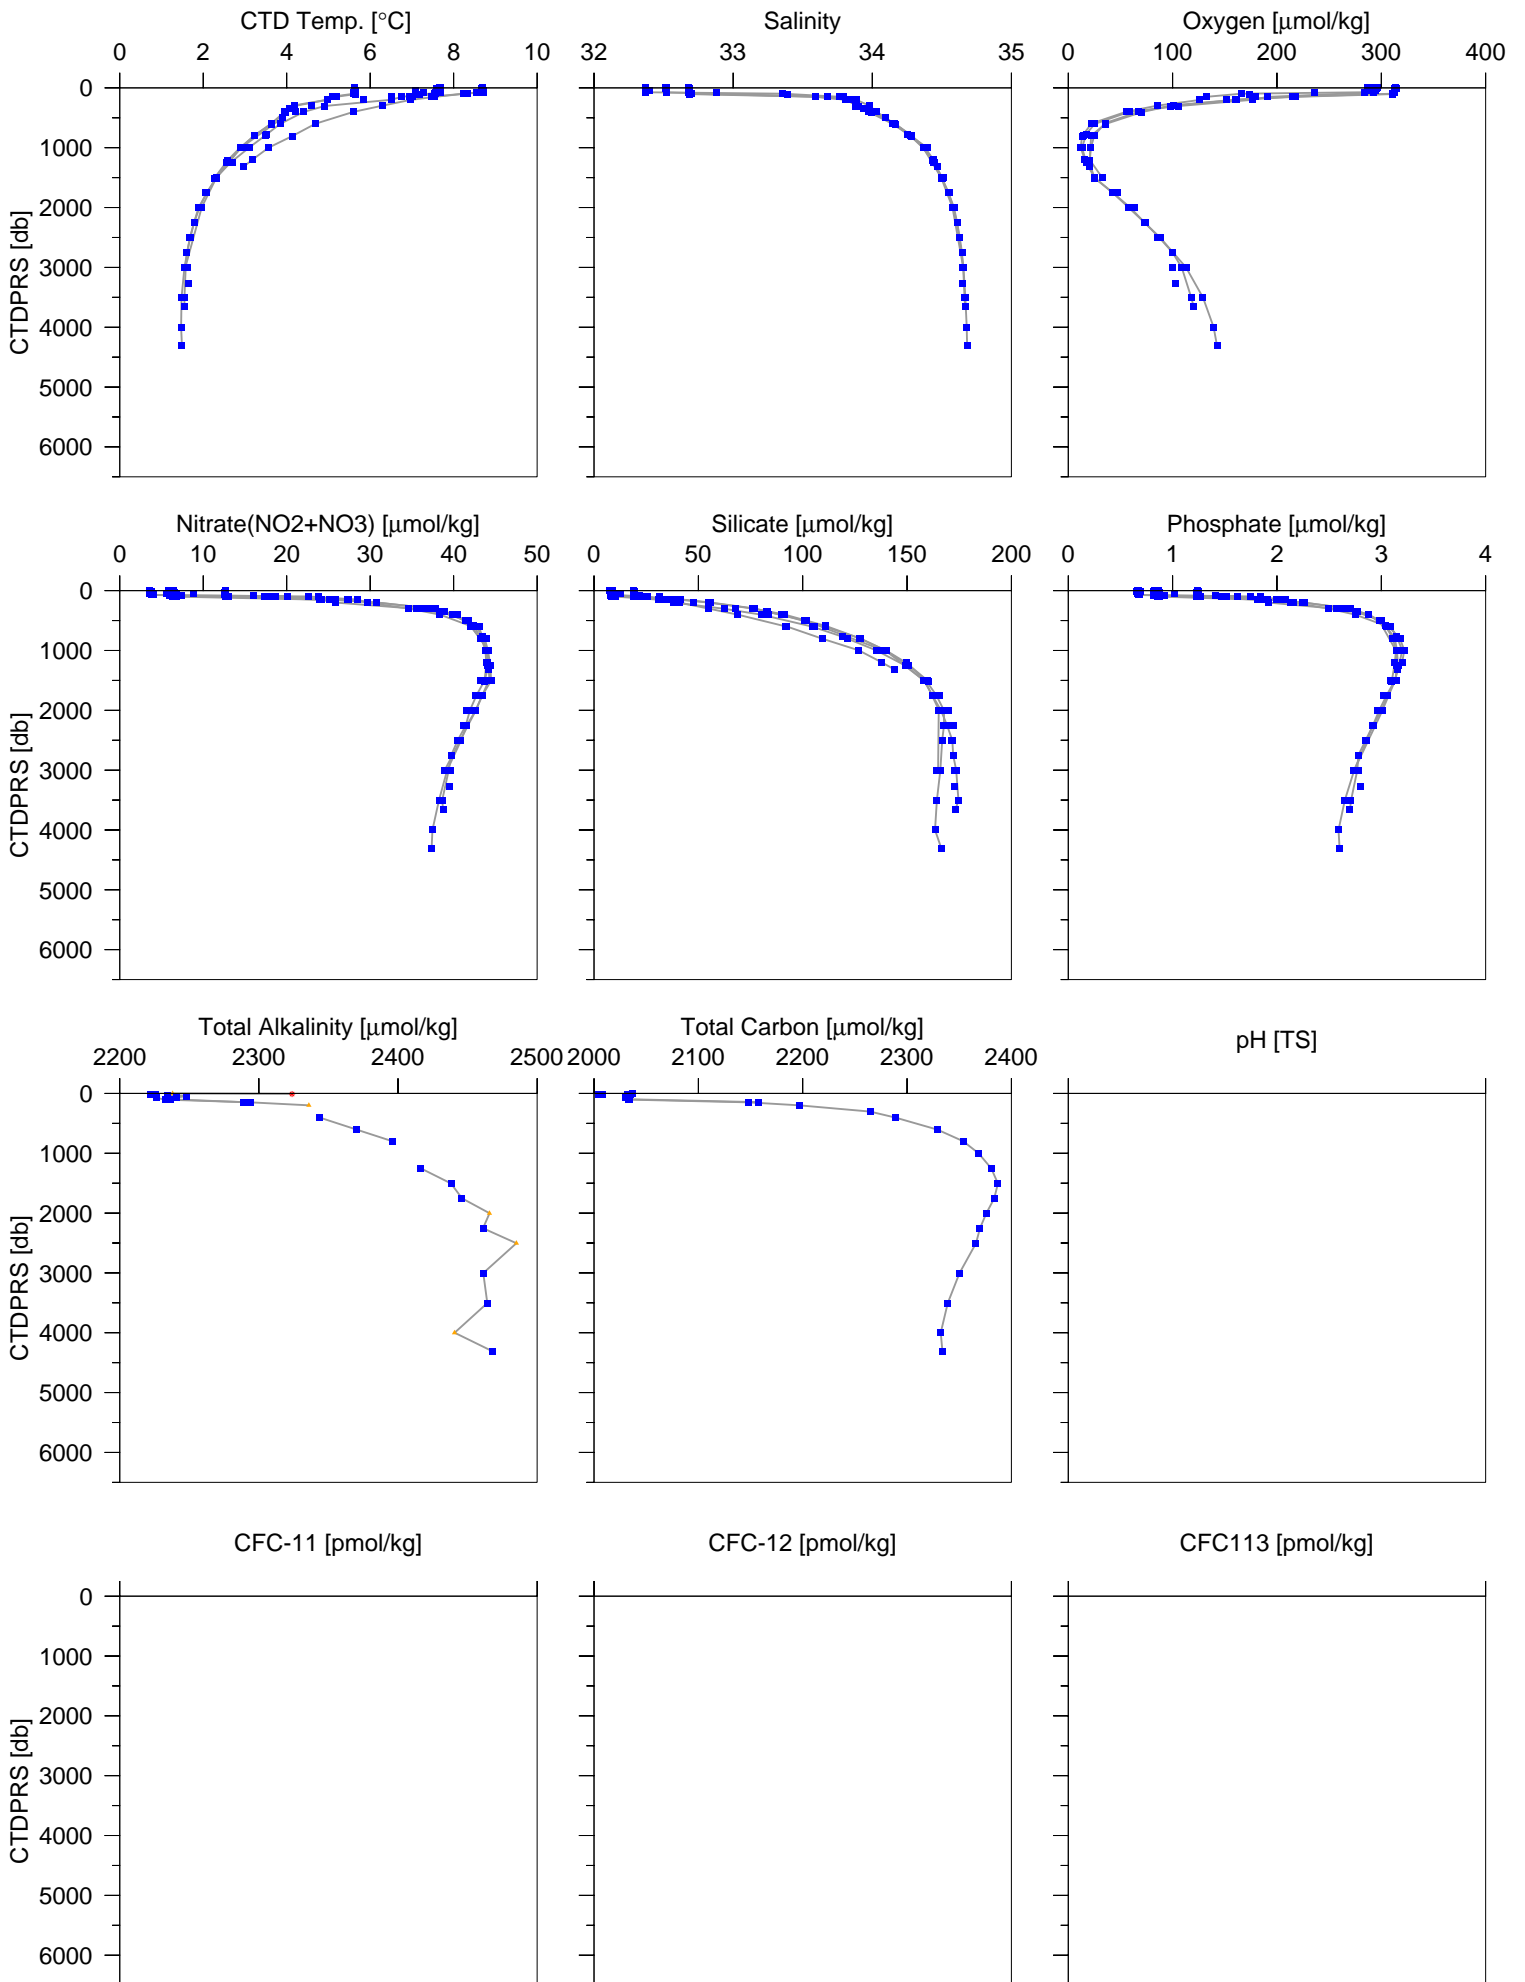 CTD Temp. [°C] Salinity Oxygen [μmol/kg]
0 2 4 6 8 10 32 33 34 35 0 100 200 300 400
0
1000
2000
3000
4000
5000
6000
CTDPRS [db]
Nitrate(NO2+NO3) [μmol/kg] Silicate [μmol/kg] Phosphate [μmol/kg]
0 10 20 30 40 50 0 50 100 150 200 0 1 2 3 4
0
1000
2000
3000
4000
5000
6000
CTDPRS [db]
Total Alkalinity [μmol/kg] Total Carbon [μmol/kg] pH [TS]
2200 2300 2400 2500 2000 2100 2200 2300 2400
0
1000
2000
3000
4000
5000
6000
CTDPRS [db]
CFC-11 [pmol/kg] CFC-12 [pmol/kg] CFC113 [pmol/kg]
0
1000
2000
3000
4000
5000
6000
CTDPRS [db]